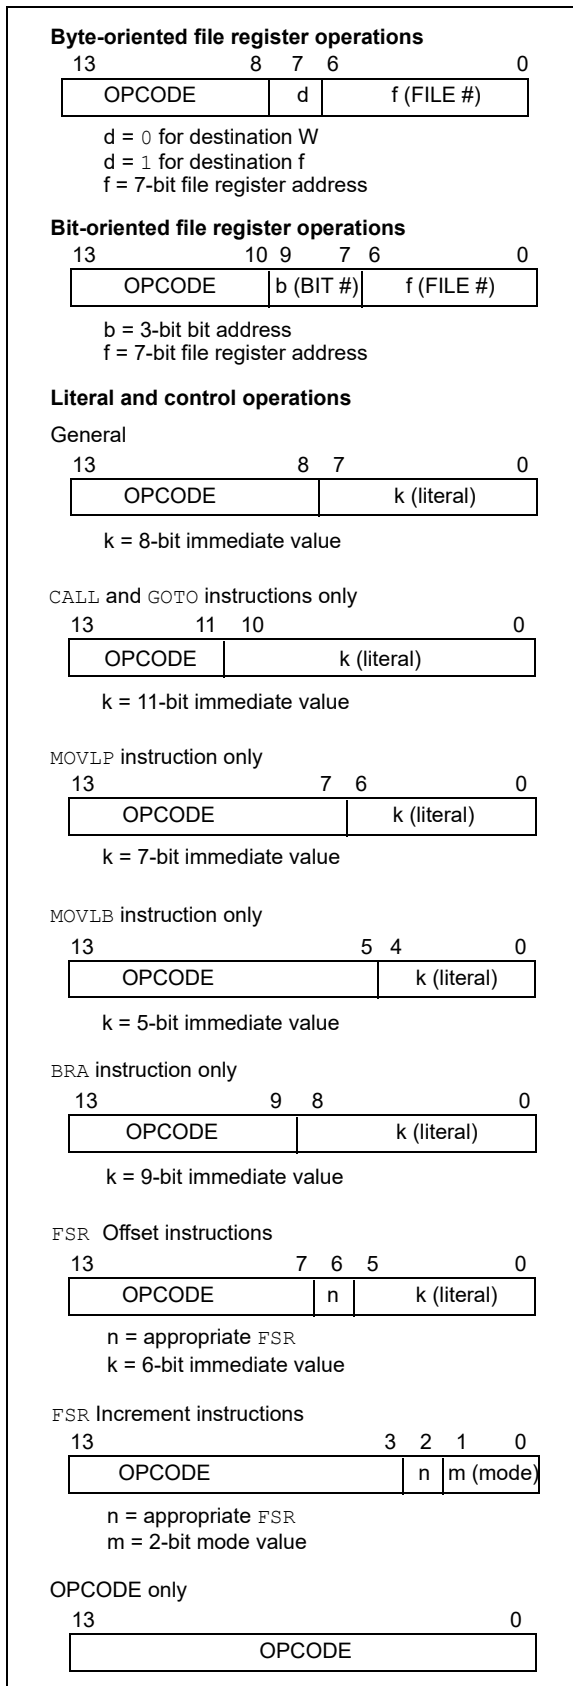 Byte-oriented file register operations
13 8 7 6 0
OPCODE d f (FILE #)
d = 0 for destination W
d = 1 for destination f
f = 7-bit file register address
Bit-oriented file register operations
13 10 9 7 6 0
OPCODE b (BIT #) f (FILE #)
b = 3-bit bit address
f = 7-bit file register address
Literal and control operations
General
13 8 7 0
OPCODE k (literal)
k = 8-bit immediate value
CALL and GOTO instructions only
13 11 10 0
OPCODE k (literal)
k = 11-bit immediate value
MOVLP instruction only
13 7 6 0
OPCODE k (literal)
k = 7-bit immediate value
MOVLB instruction only
13 5 4 0
OPCODE k (literal)
k = 5-bit immediate value
BRA instruction only
13 9 8 0
OPCODE k (literal)
k = 9-bit immediate value
FSR Offset instructions
13 7 6 5 0
OPCODE n k (literal)
n = appropriate FSR
k = 6-bit immediate value
FSR Increment instructions
13 3 2 1 0
OPCODE n m (mode)
n = appropriate FSR
m = 2-bit mode value
OPCODE only
13 0
OPCODE